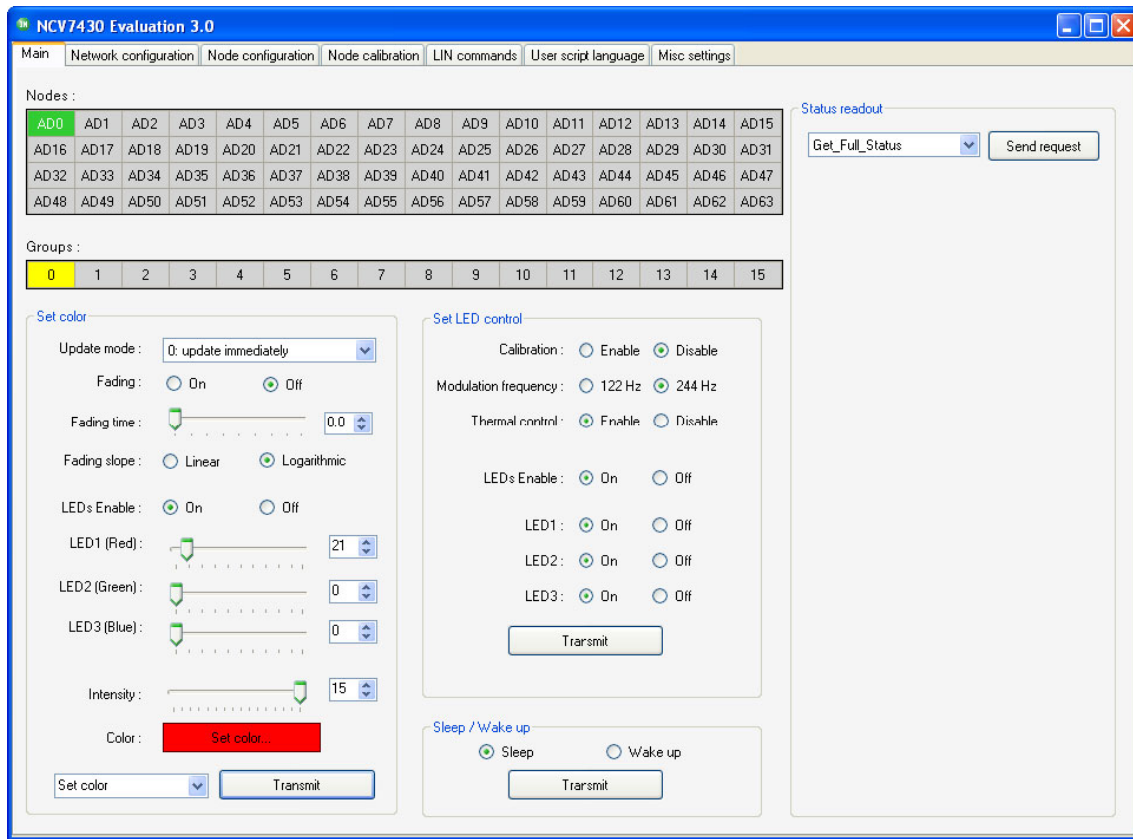 NCV7430 Evaluation 3.0
Main Network configuration Node configuration Node calibration LIN commands User script language Misc settings
Nodes :
AD0 AD1 AD2 AD3 AD4 AD5 AD6 AD7 AD8 AD9 AD10 AD11 AD12 AD13 AD14 AD15
AD16 AD17 AD18 AD19 AD20 AD21 AD22 AD23 AD24 AD25 AD26 AD27 AD28 AD29 AD30 AD31
AD32 AD33 AD34 AD35 AD36 AD37 AD38 AD39 AD40 AD41 AD42 AD43 AD44 AD45 AD46 AD47
AD48 AD49 AD50 AD51 AD52 AD53 AD54 AD55 AD56 AD57 AD58 AD59 AD60 AD61 AD62 AD63
Groups :
0 1 2 3 4 5 6 7 8 9 10 11 12 13 14 15
Set color
Update mode : 0: update immediately
Fading : On Off
Fading time : 0.0
Fading slope : Linear Logarithmic
LEDs Enable : On Off
LED1 (Red) : 21
LED2 (Green) : 0
LED3 (Blue) : 0
Intensity : 15
Color : Set color...
Set color Transmit
Set LED control
Calibration : Enable Disable
Modulation frequency : 122 Hz 244 Hz
Thermal control : Enable Disable
LEDs Enable : On Off
LED1 : On Off
LED2 : On Off
LED3 : On Off
Transmit
Sleep / Wake up
Sleep Wake up
Transmit
Status readout
Get_Full_Status Send request